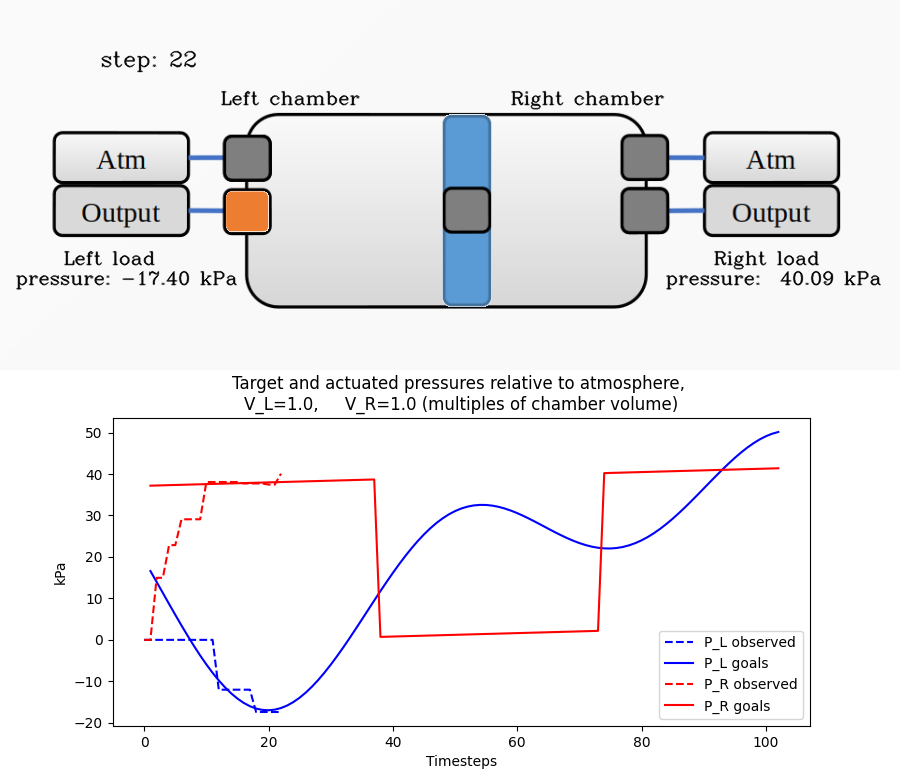 step: 22
Left chamber
Right chamber
Atm
Atm
Output
Output
Left load
pressure: −17.40 kPa
Right load
pressure:  40.09 kPa
Target and actuated pressures relative to atmosphere,
V_L=1.0,     V_R=1.0 (multiples of chamber volume)
50
40
30
20
10
0
−10
−20
kPa
P_L observed
P_L goals
P_R observed
P_R goals
0
20
40
60
80
100
Timesteps